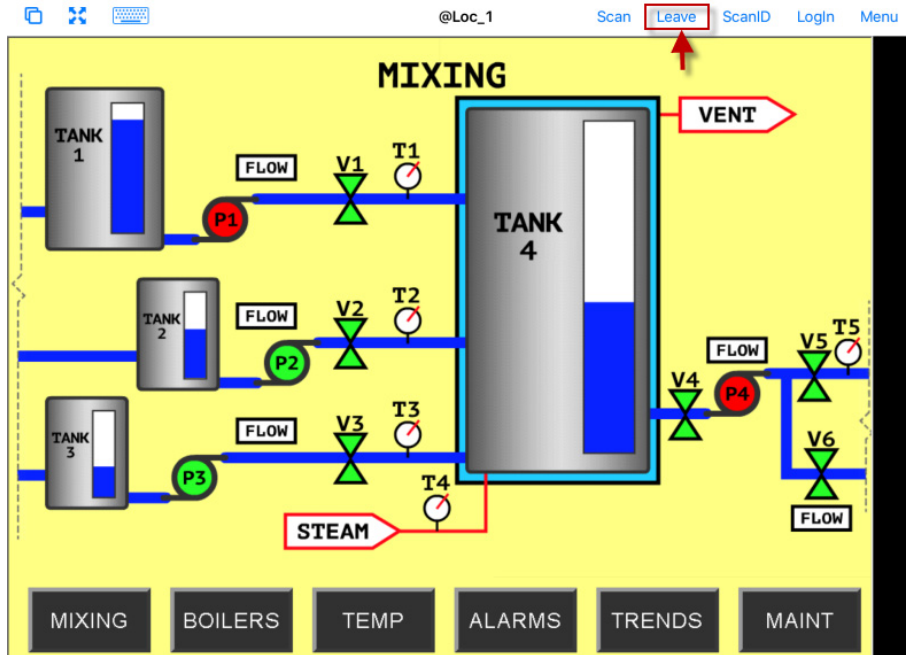 @Loc_1 Scan Leave ScanID LogIn Menu
MIXING
TANK
1
FLOW
V1
T1
P1
VENT
TANK
4
TANK
2
FLOW
V2
T2
P2
TANK
3
FLOW
V3
T3
P3
T4
STEAM
V4
FLOW
P4
V5
T5
V6
FLOW
MIXING BOILERS TEMP ALARMS TRENDS MAINT